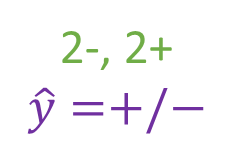 2-, 2+
ŷ =+/−